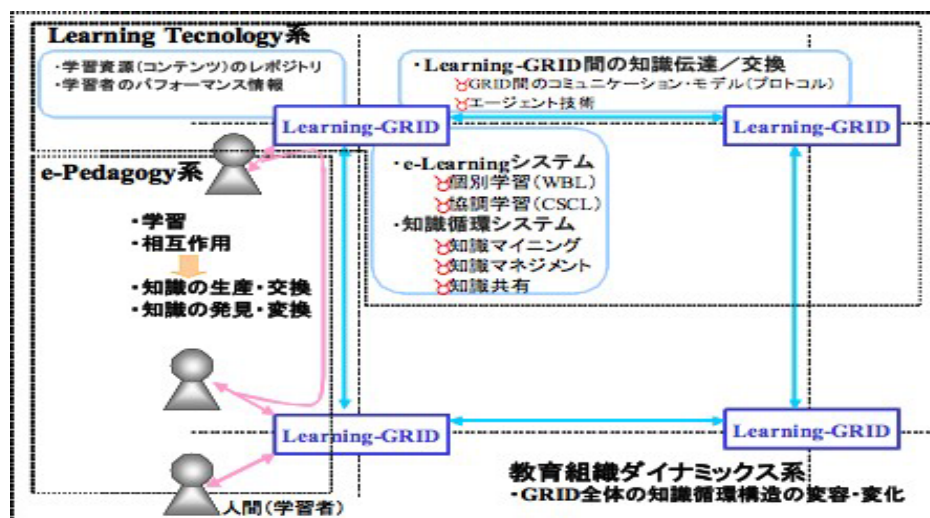 Learning Tecnology系
・学習資源(コンテンツ)のレポジトリ
・学習者のパフォーマンス情報
・Learning-GRID間の知識伝達／交換
GRID間のコミュニケーション・モデル(プロトコル)
エージェント技術
Learning-GRID
Learning-GRID
e-Pedagogy系
・学習
・相互作用
・知識の生産・交換
・知識の発見・変換
・e-Learningシステム
個別学習(WBL)
協調学習(CSCL)
・知識循環システム
知識マイニング
知識マネジメント
知識共有
Learning-GRID
Learning-GRID
人間(学習者)
教育組織ダイナミックス系
・GRID全体の知識循環構造の変容・変化